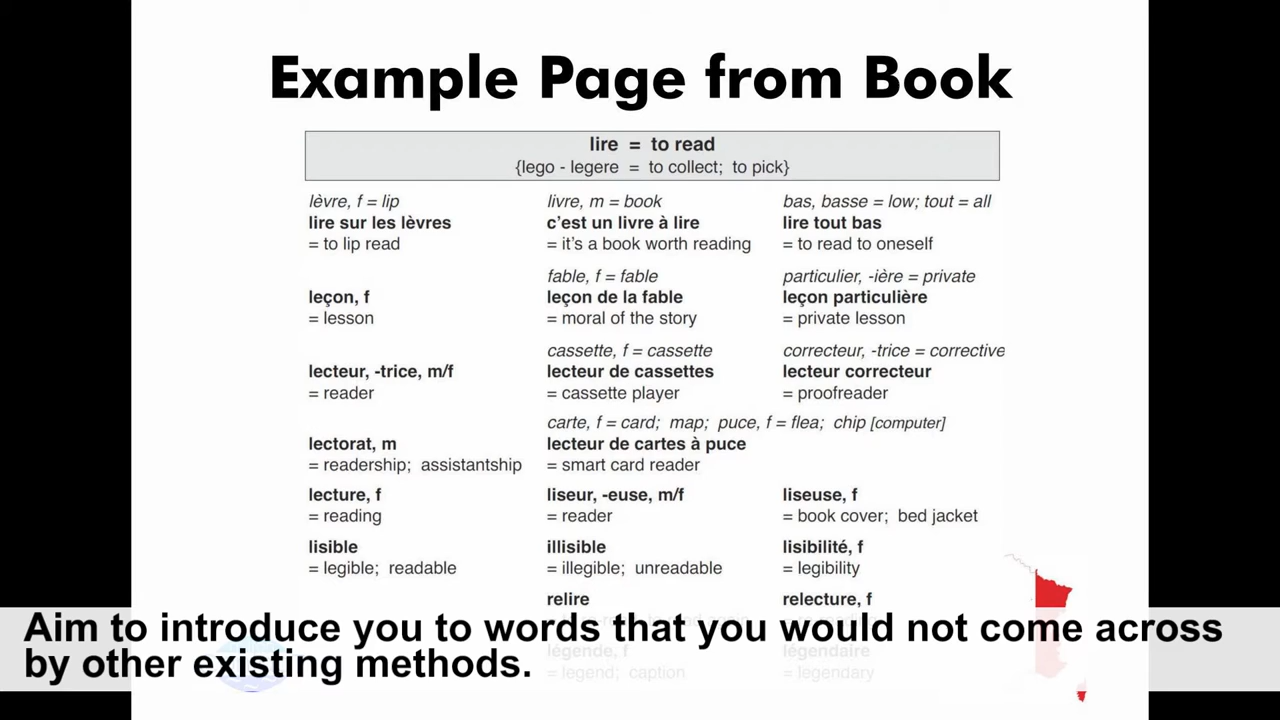 Example Page from Book
lire = to read
{lego - legere = to collect; to pick}
lèvre, f = lip livre, m = book bas, basse = low; tout = all
lire sur les lèvres c'est un livre à lire lire tout bas
= to lip read = it's a book worth reading = to read to oneself
fable, f = fable particulier, -ière = private
leçon, f leçon de la fable leçon particulière
= lesson = moral of the story = private lesson
cassette, f = cassette correcteur, -trice = corrective
lecteur, -trice, m/f lecteur de cassettes lecteur correcteur
= reader = cassette player = proofreader
carte, f = card; map; puce, f = flea; chip [computer]
lectorat, m lecteur de cartes à puce
= readership; assistantship = smart card reader
lecture, f liseur, -euse, m/f liseuse, f
= reading = reader = book cover; bed jacket
lisible illisible lisibilité, f
= legible; readable = illegible; unreadable = legibility
relire relecture, f
Aim to introduce you to words that you would not come across
légende, f légendaire
by other existing methods.
= legend; caption = legendary